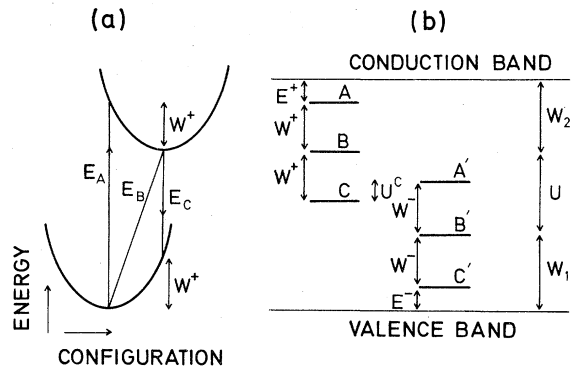 (a)
W⁺
E_A
E_B
E_C
W⁺
ENERGY
CONFIGURATION
(b)
CONDUCTION BAND
E⁺
A
W⁺
B
W⁺
C
U^C
A′
W⁻
B′
W⁻
C′
E⁻
W₂
U
W₁
VALENCE BAND